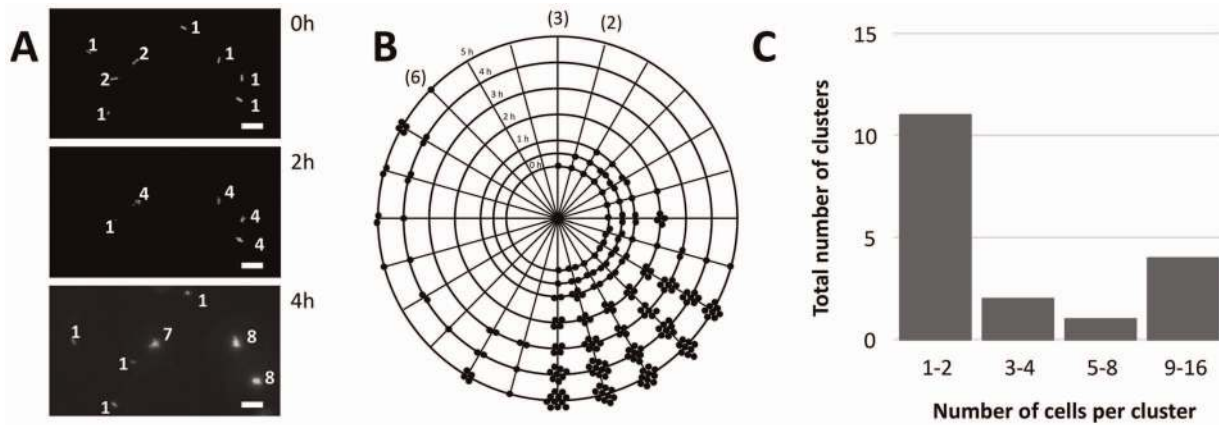 A
0h
1
1
2
1
2
1
1
1
2h
4
4
1
4
4
4h
1
1
7
8
1
8
1
B
(3)
(2)
(6)
5 h
4 h
3 h
2 h
1 h
0 h
C
Total number of clusters
15
10
5
0
1-2
3-4
5-8
9-16
Number of cells per cluster